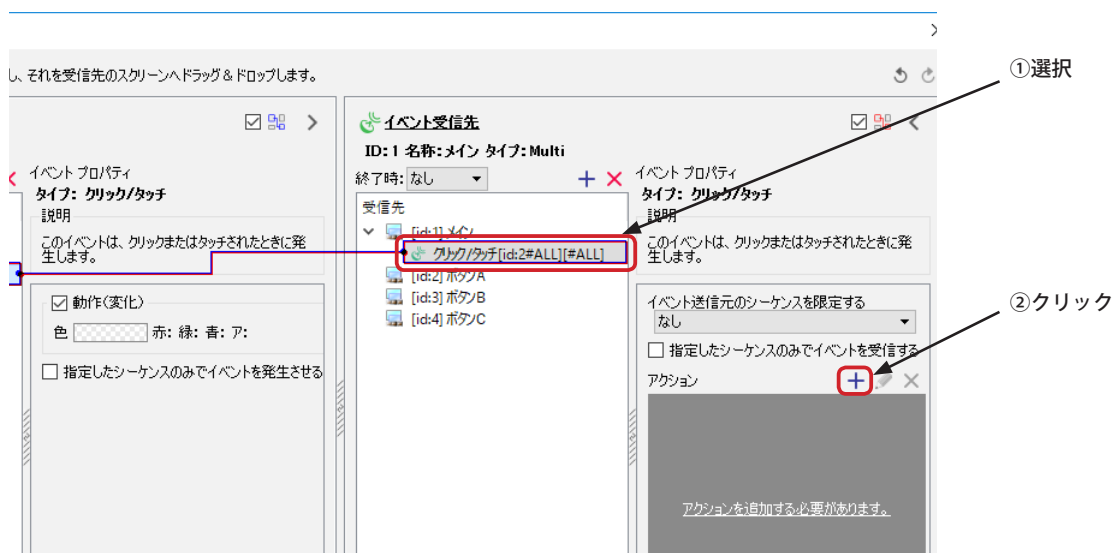 し、それを受信先のスクリーンへドラッグ＆ドロップします。
①選択
イベント プロパティ
タイプ: クリック/タッチ
説明
このイベントは、クリックまたはタッチされたときに発
生します。
動作(変化)
色 赤: 緑: 青: ア:
指定したシーケンスのみでイベントを発生させる
イベント受信先
ID: 1 名称: メイン タイプ: Multi
終了時: なし
受信先
[id:1] メイン
クリック/タッチ[id:2#ALL][#ALL]
[id:2] ボタンA
[id:3] ボタンB
[id:4] ボタンC
イベント プロパティ
タイプ: クリック/タッチ
説明
このイベントは、クリックまたはタッチされたときに発
生します。
イベント送信元のシーケンスを限定する
なし
指定したシーケンスのみでイベントを受信する
アクション
アクションを追加する必要があります。
②クリック